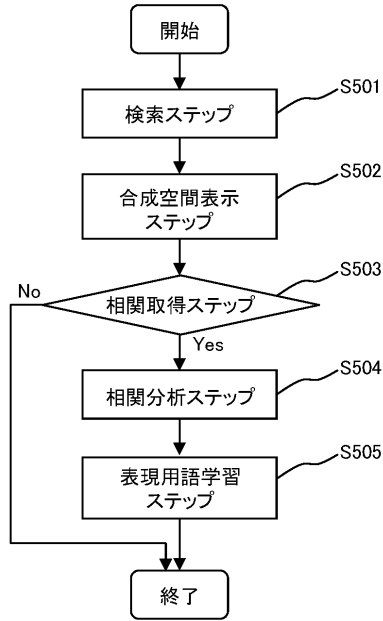 開始
S501
検索ステップ
S502
合成空間表示
ステップ
S503
No
相関取得ステップ
Yes
S504
相関分析ステップ
S505
表現用語学習
ステップ
終了